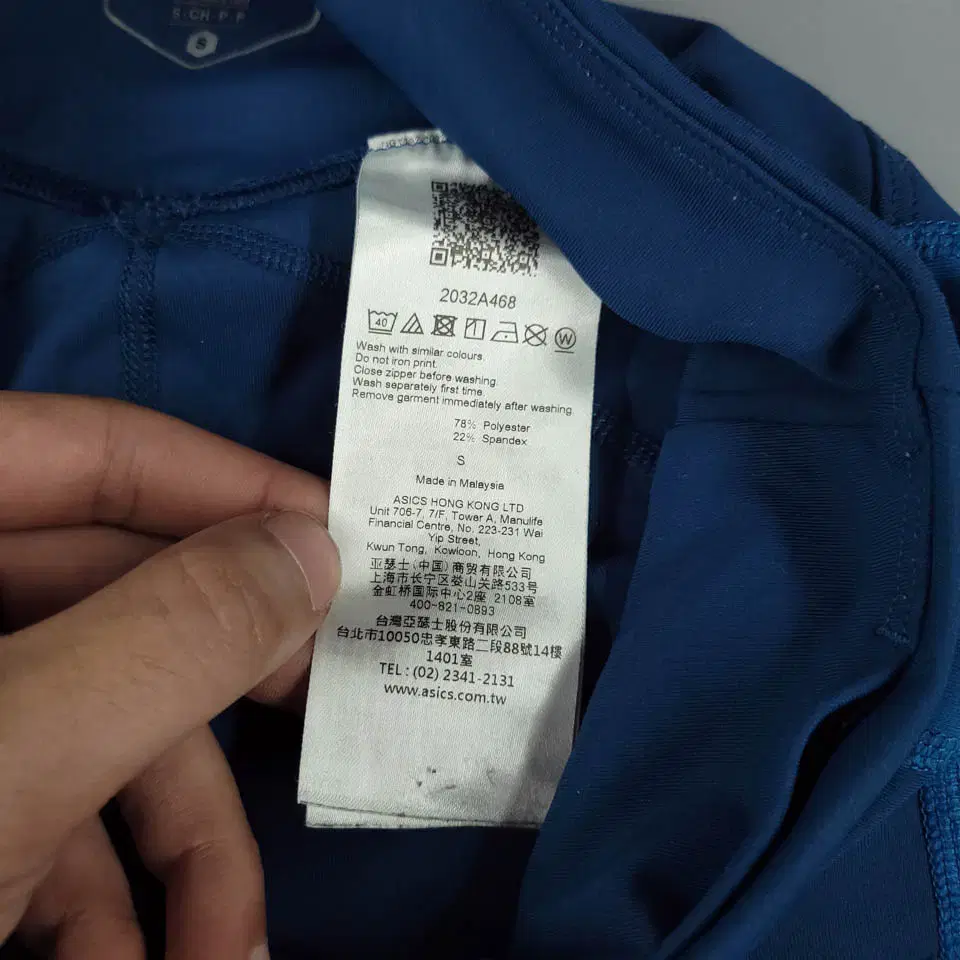 S · CH · P · P
S
2032A468
40 W
Wash with similar colours.
Do not iron print.
Close zipper before washing.
Wash separately first time.
Remove garment immediately after washing.
78% Polyester
22% Spandex
S
Made in Malaysia
ASICS HONG KONG LTD
Unit 706-7, 7/F, Tower A, Manulife
Financial Centre, No. 223-231 Wai
Yip Street,
Kwun Tong, Kowloon, Hong Kong
亚瑟士（中国）商贸有限公司
上海市长宁区娄山关路533号
金虹桥国际中心2座 2108室
400-821-0893
台灣亞瑟士股份有限公司
台北市10050忠孝東路二段88號14樓
1401室
TEL : (02) 2341-2131
www.asics.com.tw